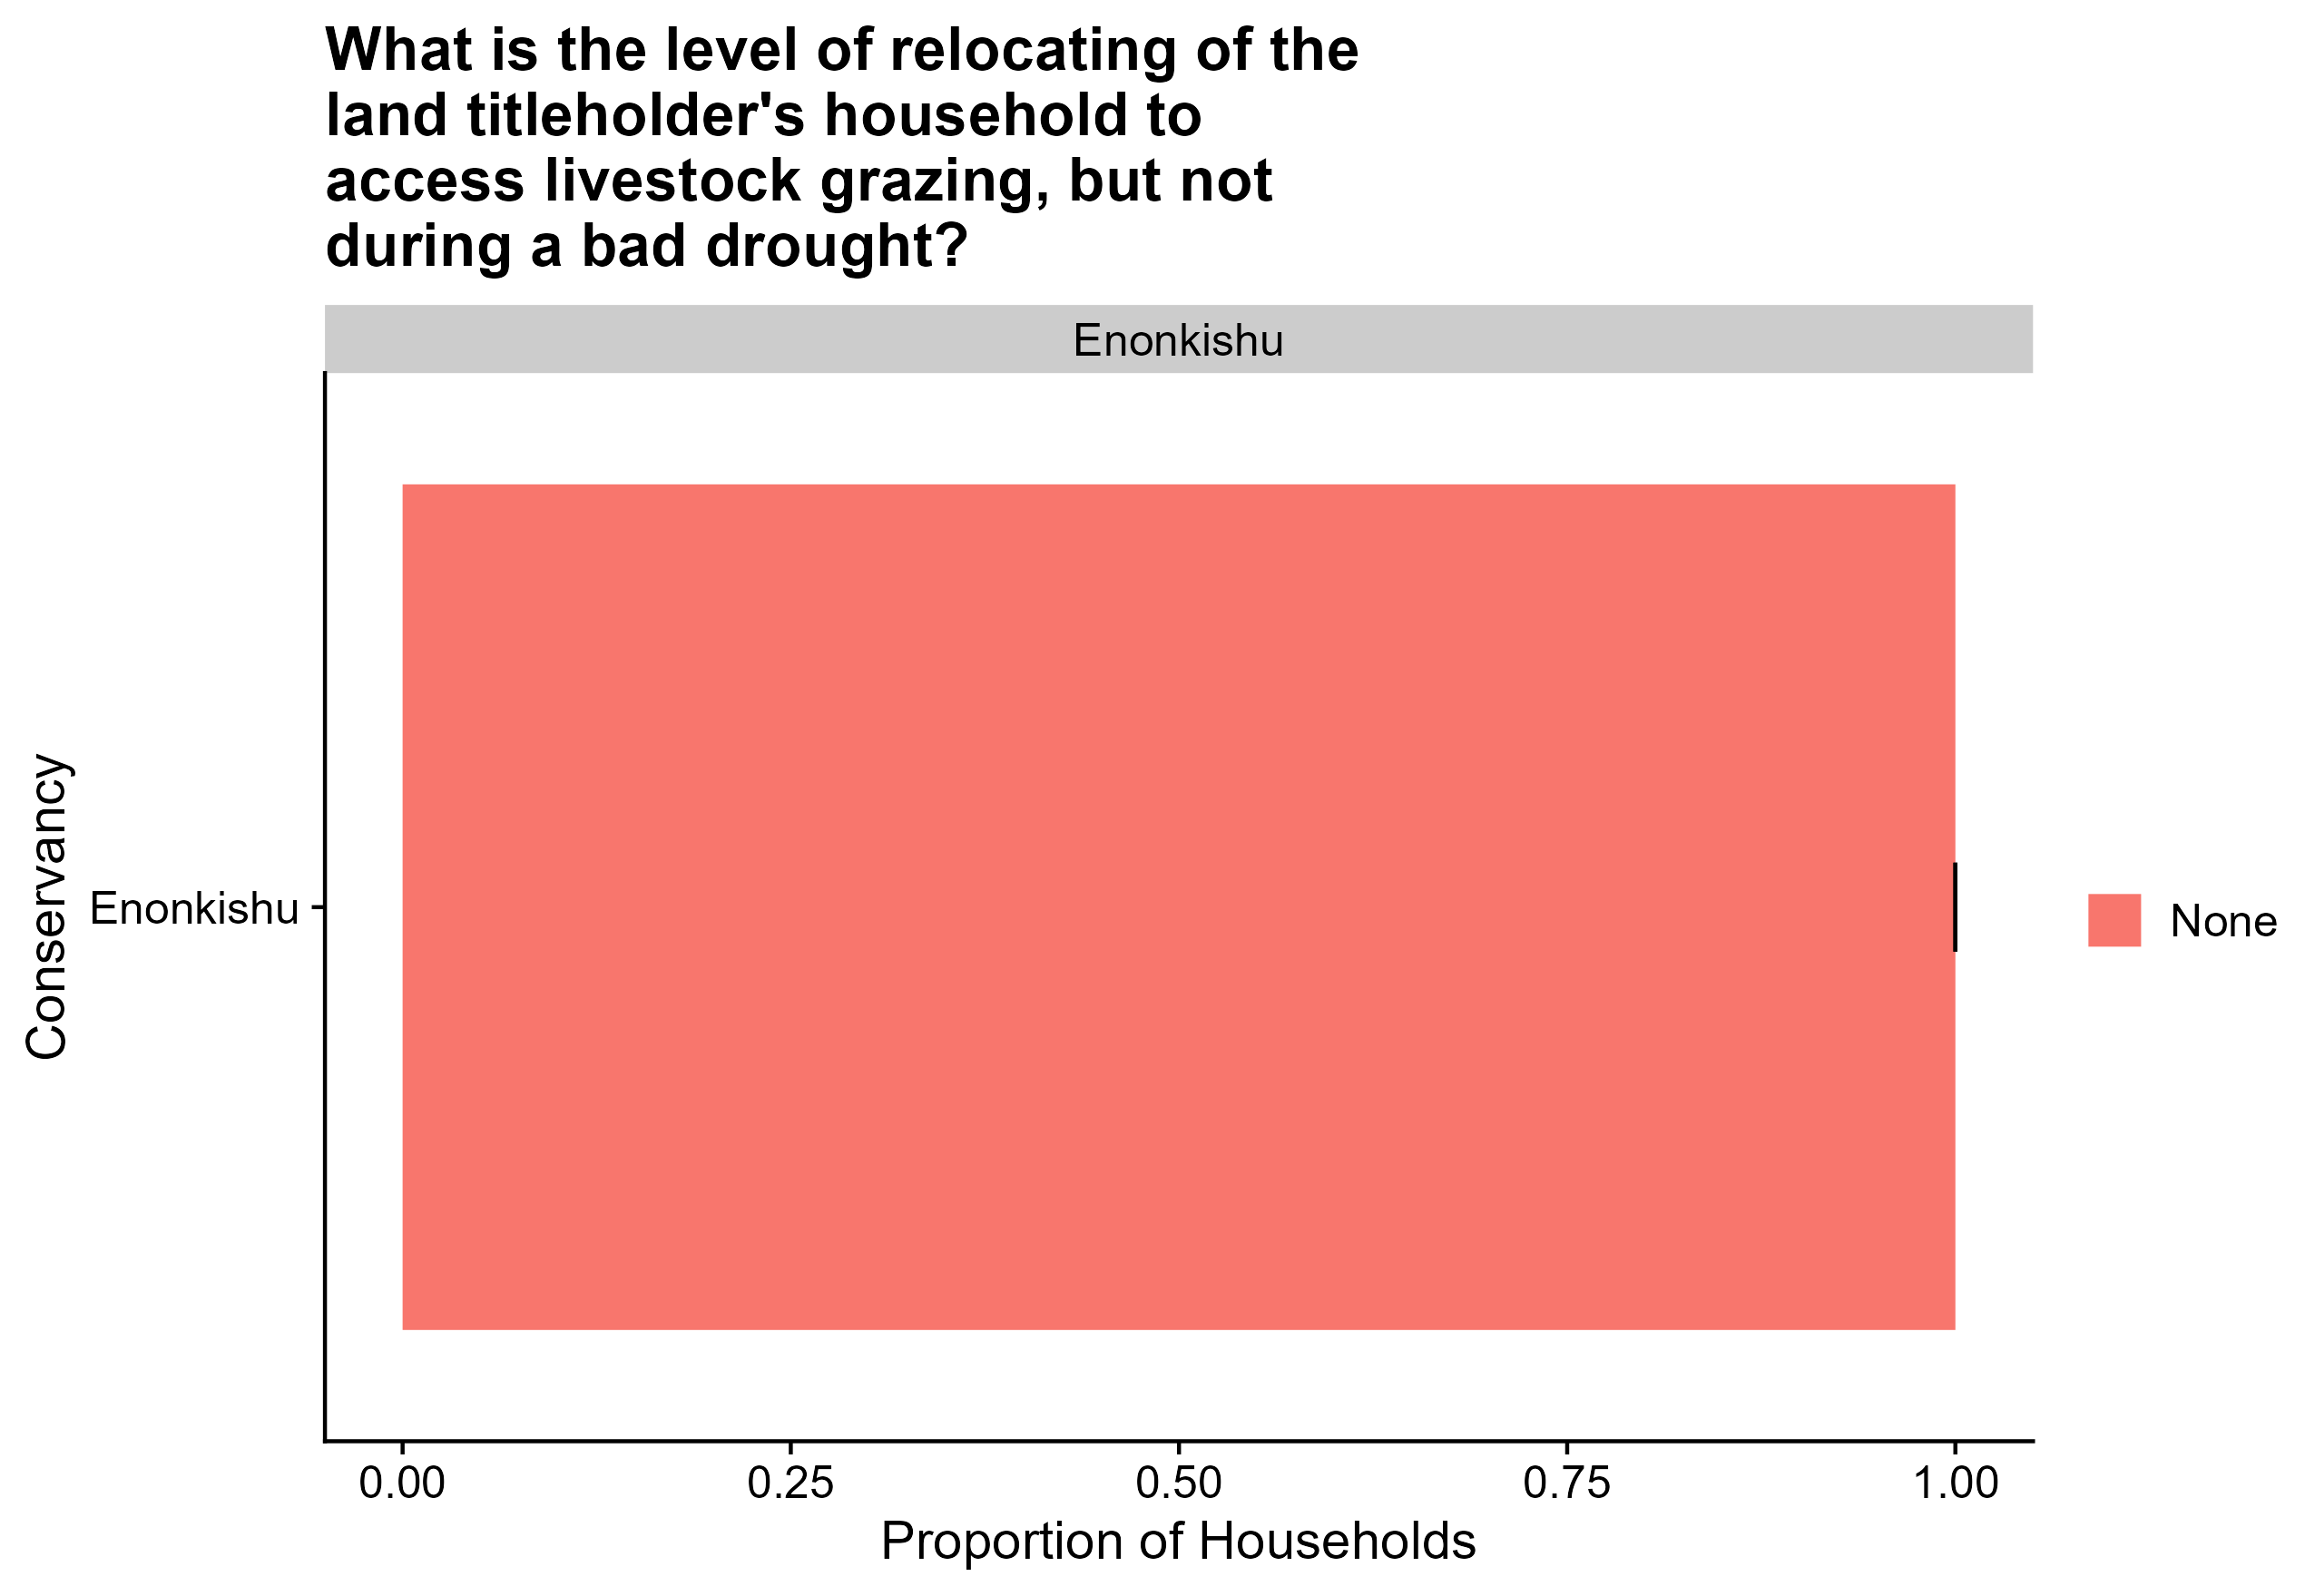 What is the level of relocating of the
land titleholder's household to
access livestock grazing, but not
during a bad drought?
Enonkishu
Conservancy
Enonkishu
None
0.00 0.25 0.50 0.75 1.00
Proportion of Households